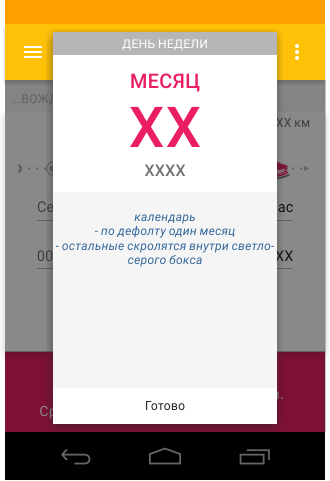 ДЕНЬ НЕДЕЛИ
...ВОЖД
МЕСЯЦ
XX
XXXX
XX км
Се
ас
00
XX
календарь
- по дефолту один месяц
- остальные скролятся внутри светло-
серого бокса
Готово
Ср